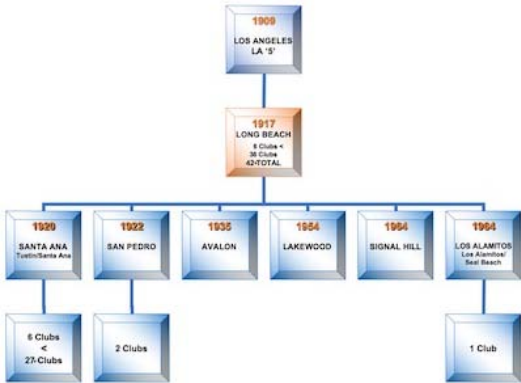 1909
LOS ANGELES
LA '5'
1917
LONG BEACH
6 Clubs <
36 Clubs
42-TOTAL
1920
SANTA ANA
Tustin/Santa Ana
1922
SAN PEDRO
1935
AVALON
1954
LAKEWOOD
1964
SIGNAL HILL
1964
LOS ALAMITOS
Los Alamitos/
Seal Beach
6 Clubs
<
27-Clubs
2 Clubs
1 Club